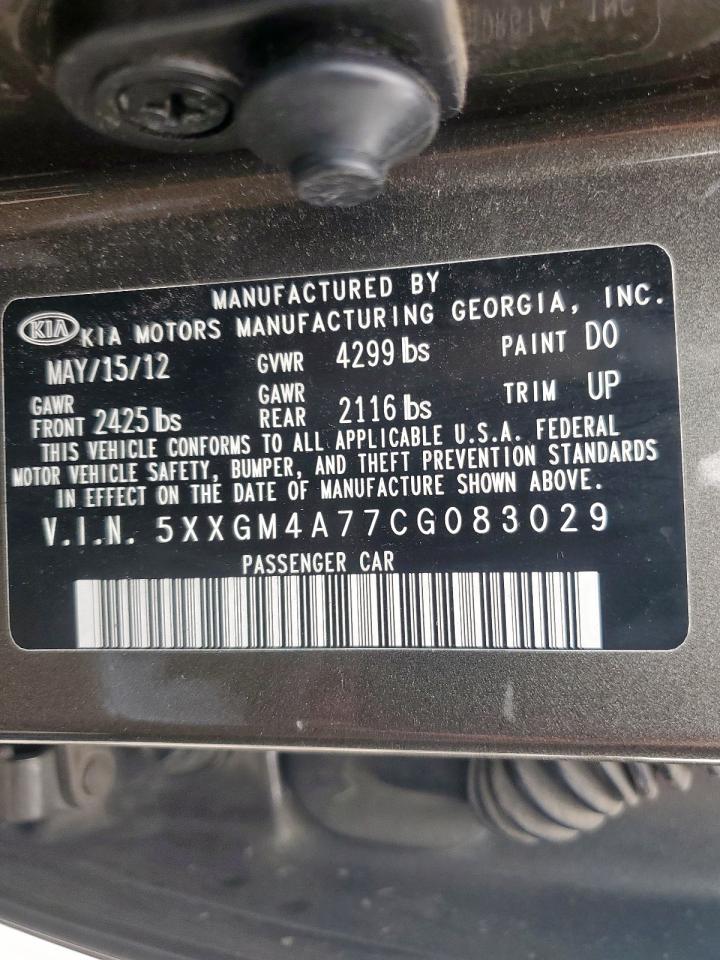 MANUFACTURED BY
KIA KIA MOTORS MANUFACTURING GEORGIA, INC.
MAY/15/12 GVWR 4299 lbs PAINT D0
GAWR FRONT 2425 lbs GAWR REAR 2116 lbs TRIM UP
THIS VEHICLE CONFORMS TO ALL APPLICABLE U.S.A. FEDERAL
MOTOR VEHICLE SAFETY, BUMPER, AND THEFT PREVENTION STANDARDS
IN EFFECT ON THE DATE OF MANUFACTURE SHOWN ABOVE.
V.I.N. 5XXGM4A77CG083029
PASSENGER CAR